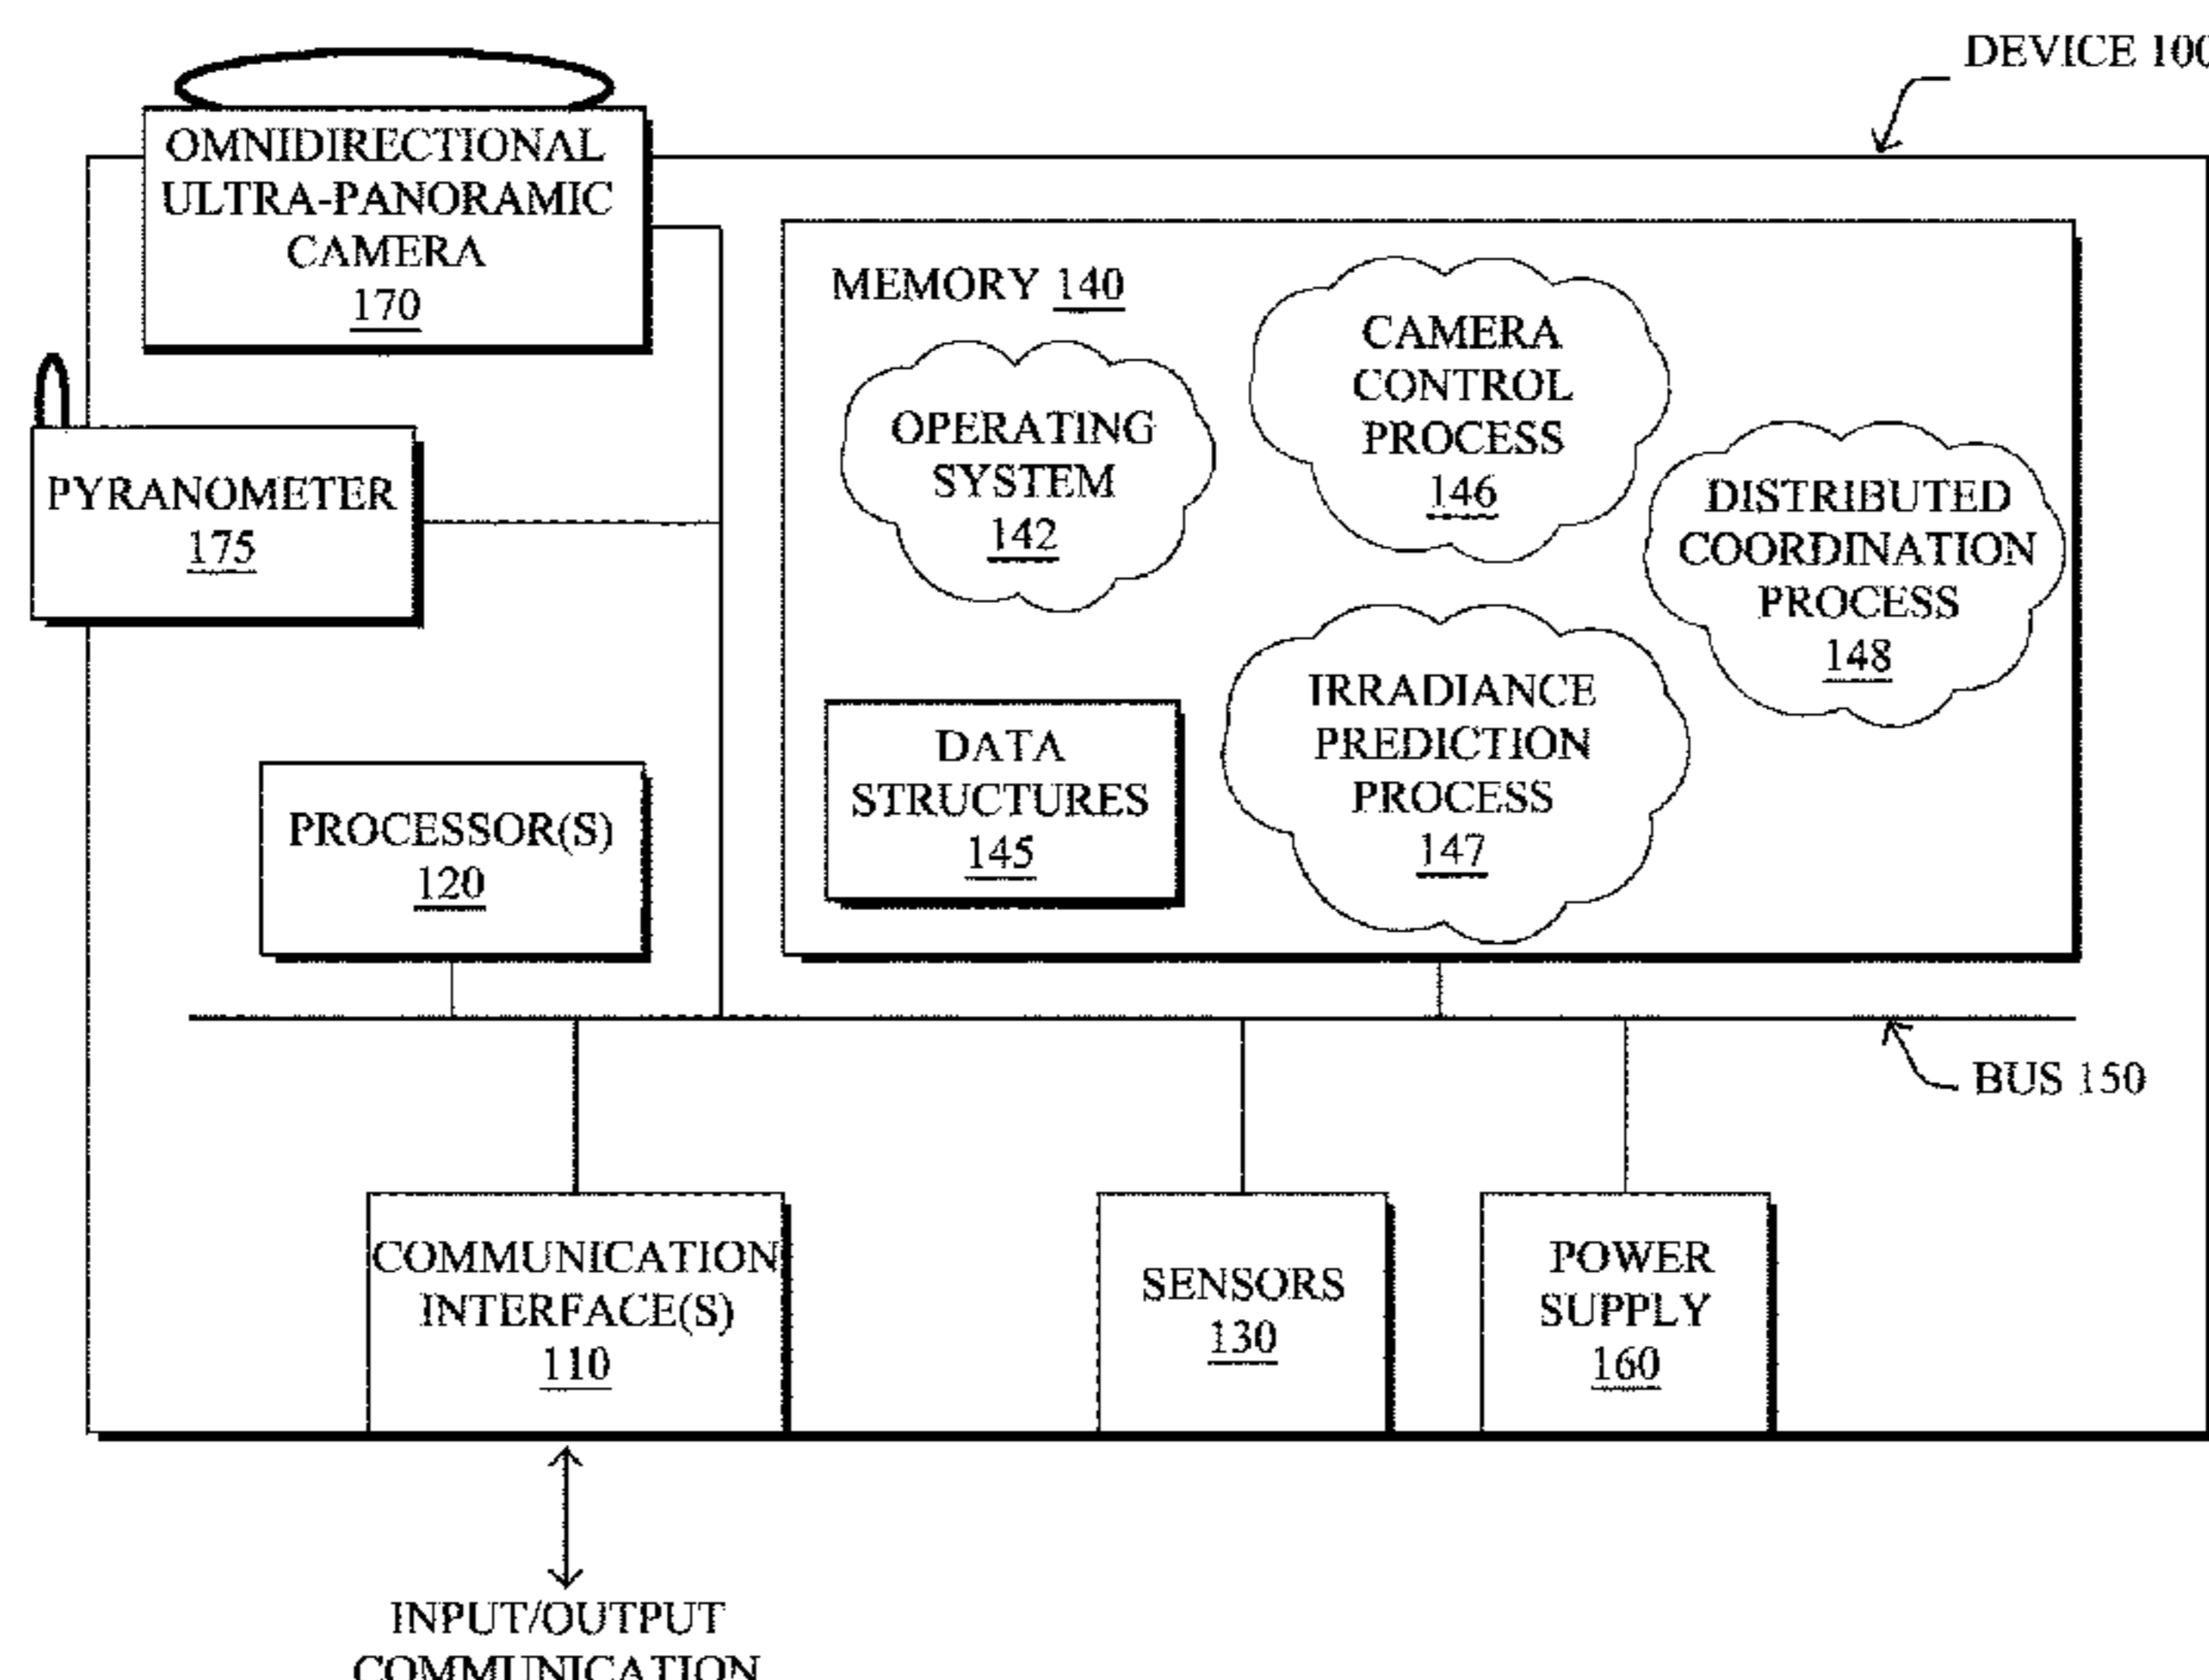 DEVICE 100
OMNIDIRECTIONAL
ULTRA-PANORAMIC
CAMERA
170
PYRANOMETER
175
MEMORY 140
OPERATING
SYSTEM
142
CAMERA
CONTROL
PROCESS
146
DISTRIBUTED
COORDINATION
PROCESS
148
DATA
STRUCTURES
145
IRRADIANCE
PREDICTION
PROCESS
147
PROCESSOR(S)
120
BUS 150
COMMUNICATION
INTERFACE(S)
110
SENSORS
130
POWER
SUPPLY
160
INPUT/OUTPUT
COMMUNICATION